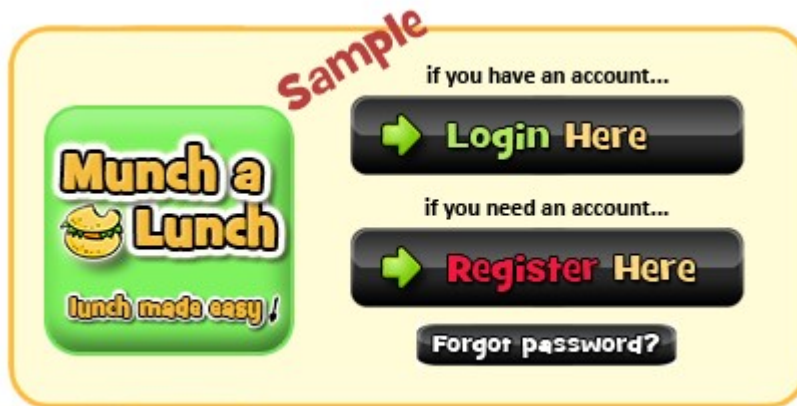 Sample
if you have an account...
Login Here
Munch a
Lunch
lunch made easy!
if you need an account...
Register Here
Forgot password?